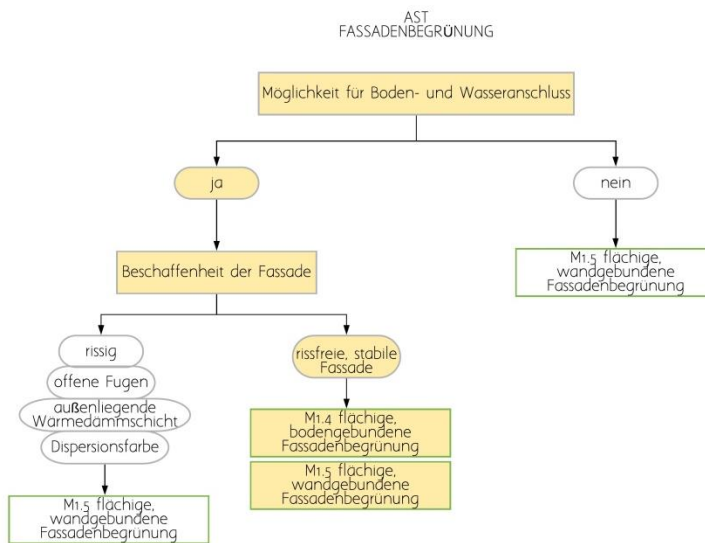 AST
FASSADENBEGRÜNUNG
Möglichkeit für Boden- und Wasseranschluss
ja
nein
Beschaffenheit der Fassade
M1.5 flächige,
wandgebundene
Fassadenbegrünung
rissig
offene Fugen
außenliegende
Wärmedämmschicht
Dispersionsfarbe
rissfreie, stabile
Fassade
M1.4 flächige,
bodengebundene
Fassadenbegrünung
M1.5 flächige,
wandgebundene
Fassadenbegrünung
M1.5 flächige,
wandgebundene
Fassadenbegrünung